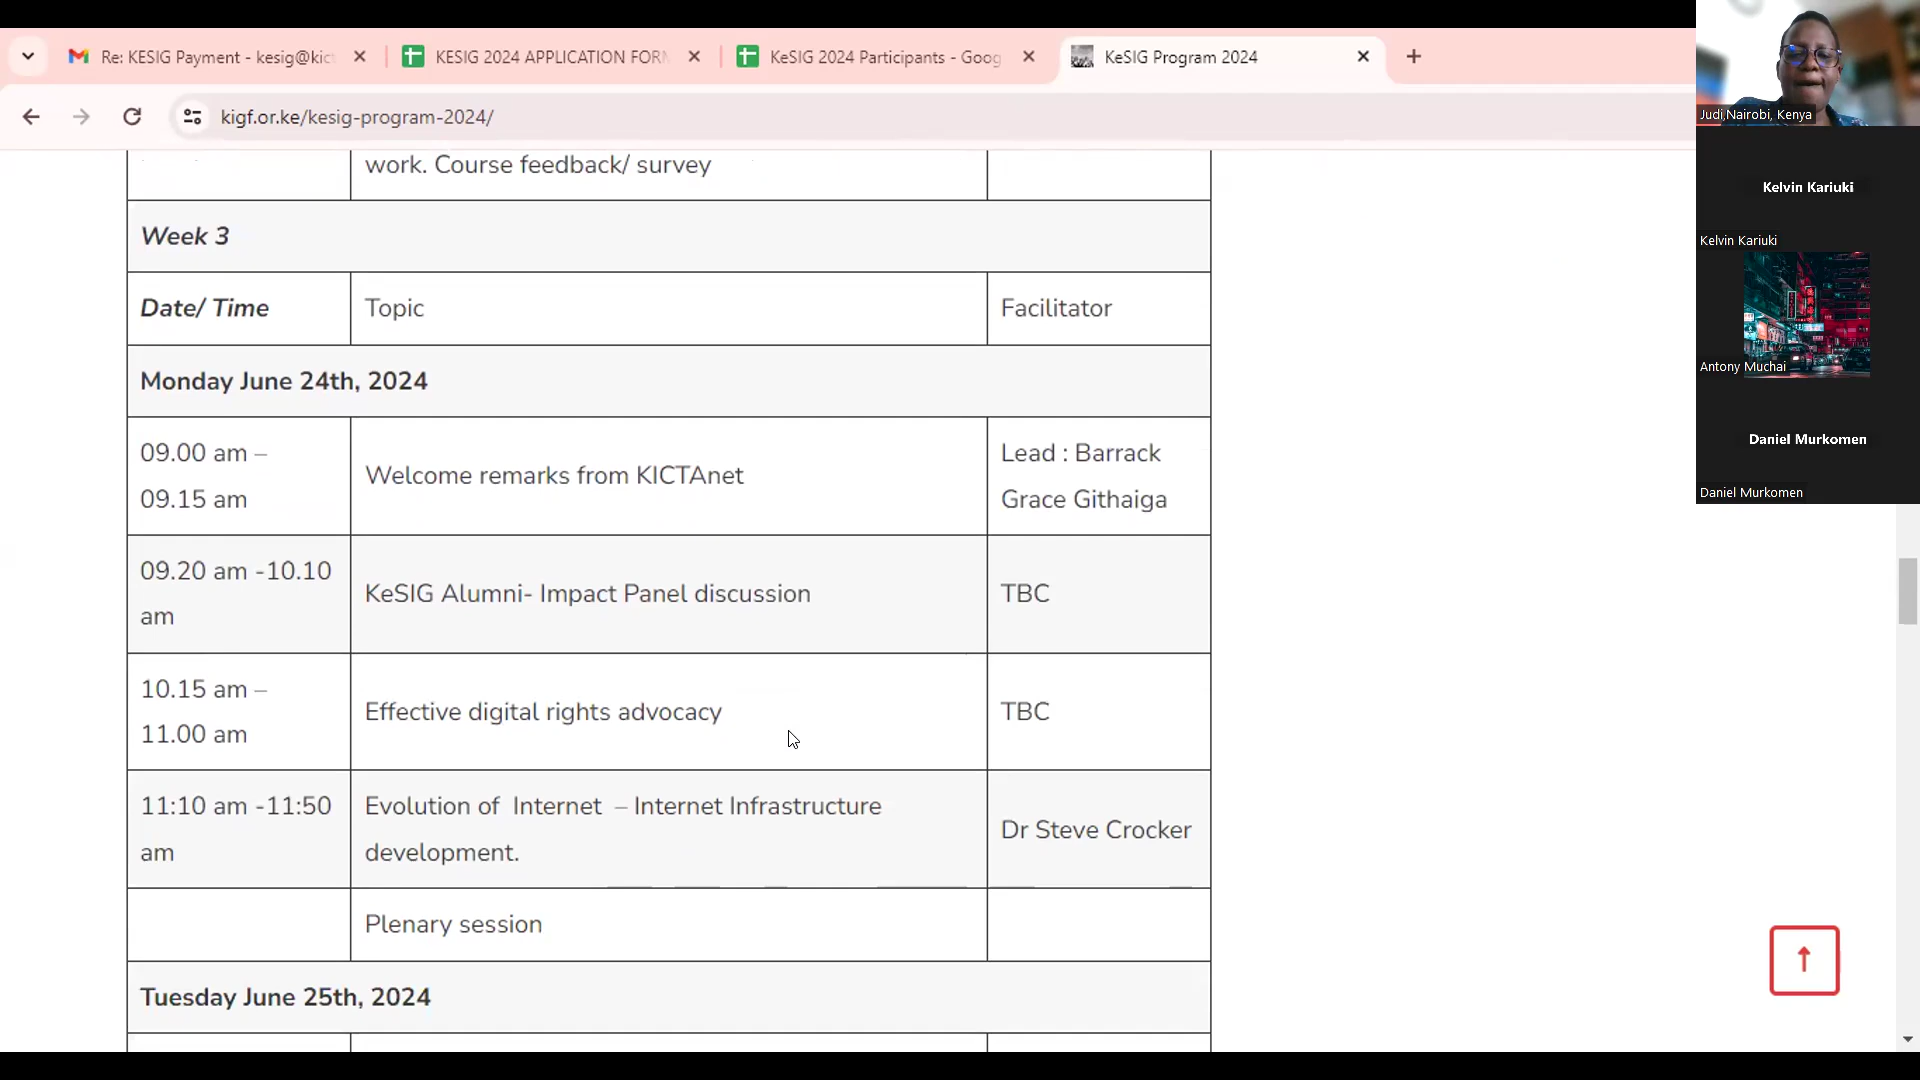 Re: KESIG Payment - kesig@kict
KESIG 2024 APPLICATION FORM
KeSIG 2024 Participants - Goog
KeSIG Program 2024
kigf.or.ke/kesig-program-2024/
work. Course feedback/ survey
Week 3
Date/ Time
Topic
Facilitator
Monday June 24th, 2024
09.00 am –
09.15 am
Welcome remarks from KICTAnet
Lead : Barrack
Grace Githaiga
09.20 am -10.10
am
KeSIG Alumni- Impact Panel discussion
TBC
10.15 am –
11.00 am
Effective digital rights advocacy
TBC
11:10 am -11:50
am
Evolution of Internet – Internet Infrastructure
development.
Dr Steve Crocker
Plenary session
Tuesday June 25th, 2024
Judi,Nairobi, Kenya
Kelvin Kariuki
Kelvin Kariuki
Antony Muchai
Daniel Murkomen
Daniel Murkomen